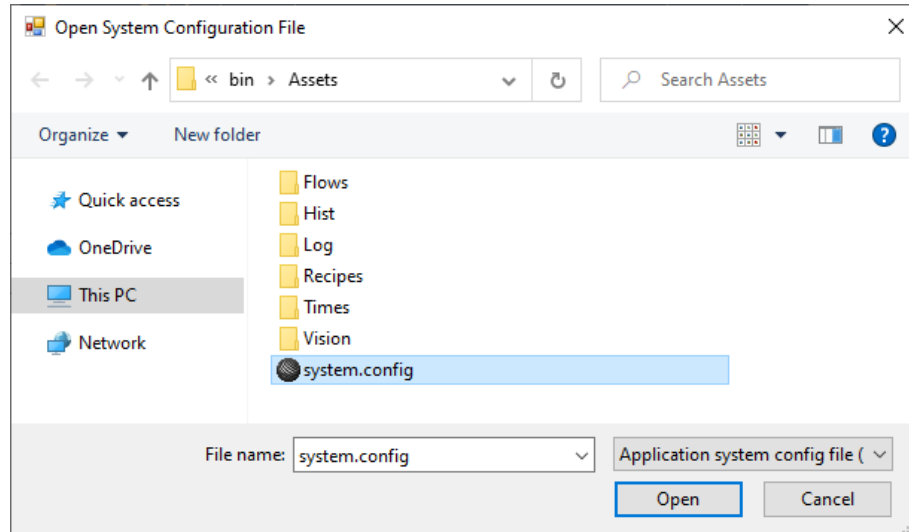 Open System Configuration File
« bin › Assets
Search Assets
Organize
New folder
Quick access
OneDrive
This PC
Network
Flows
Hist
Log
Recipes
Times
Vision
system.config
File name: system.config
Application system config file (
Open
Cancel